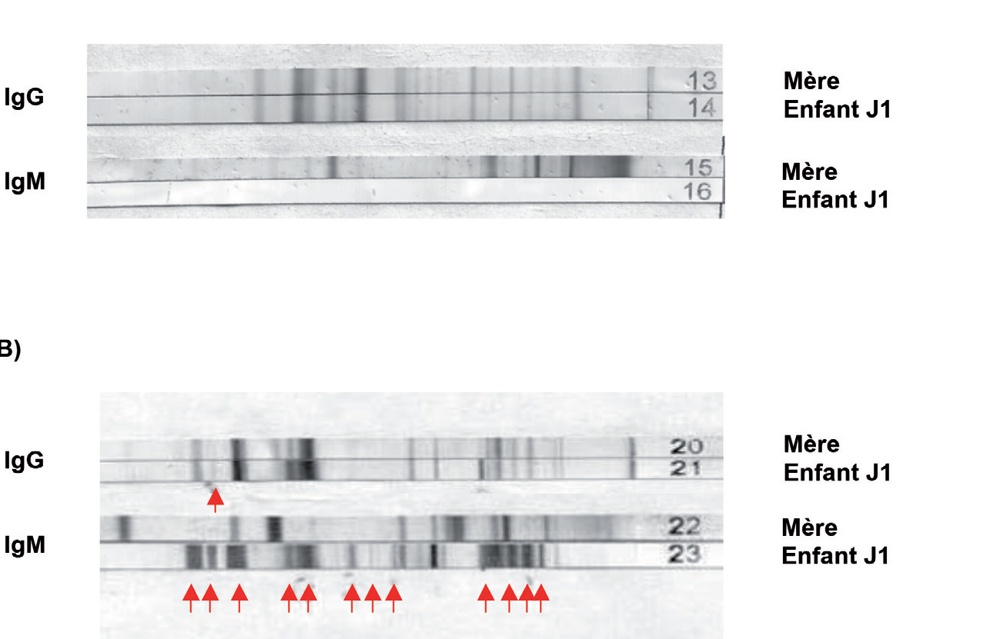 IgG
13
14
Mère
Enfant J1
IgM
15
16
Mère
Enfant J1
B)
IgG
20
21
Mère
Enfant J1
IgM
22
23
Mère
Enfant J1